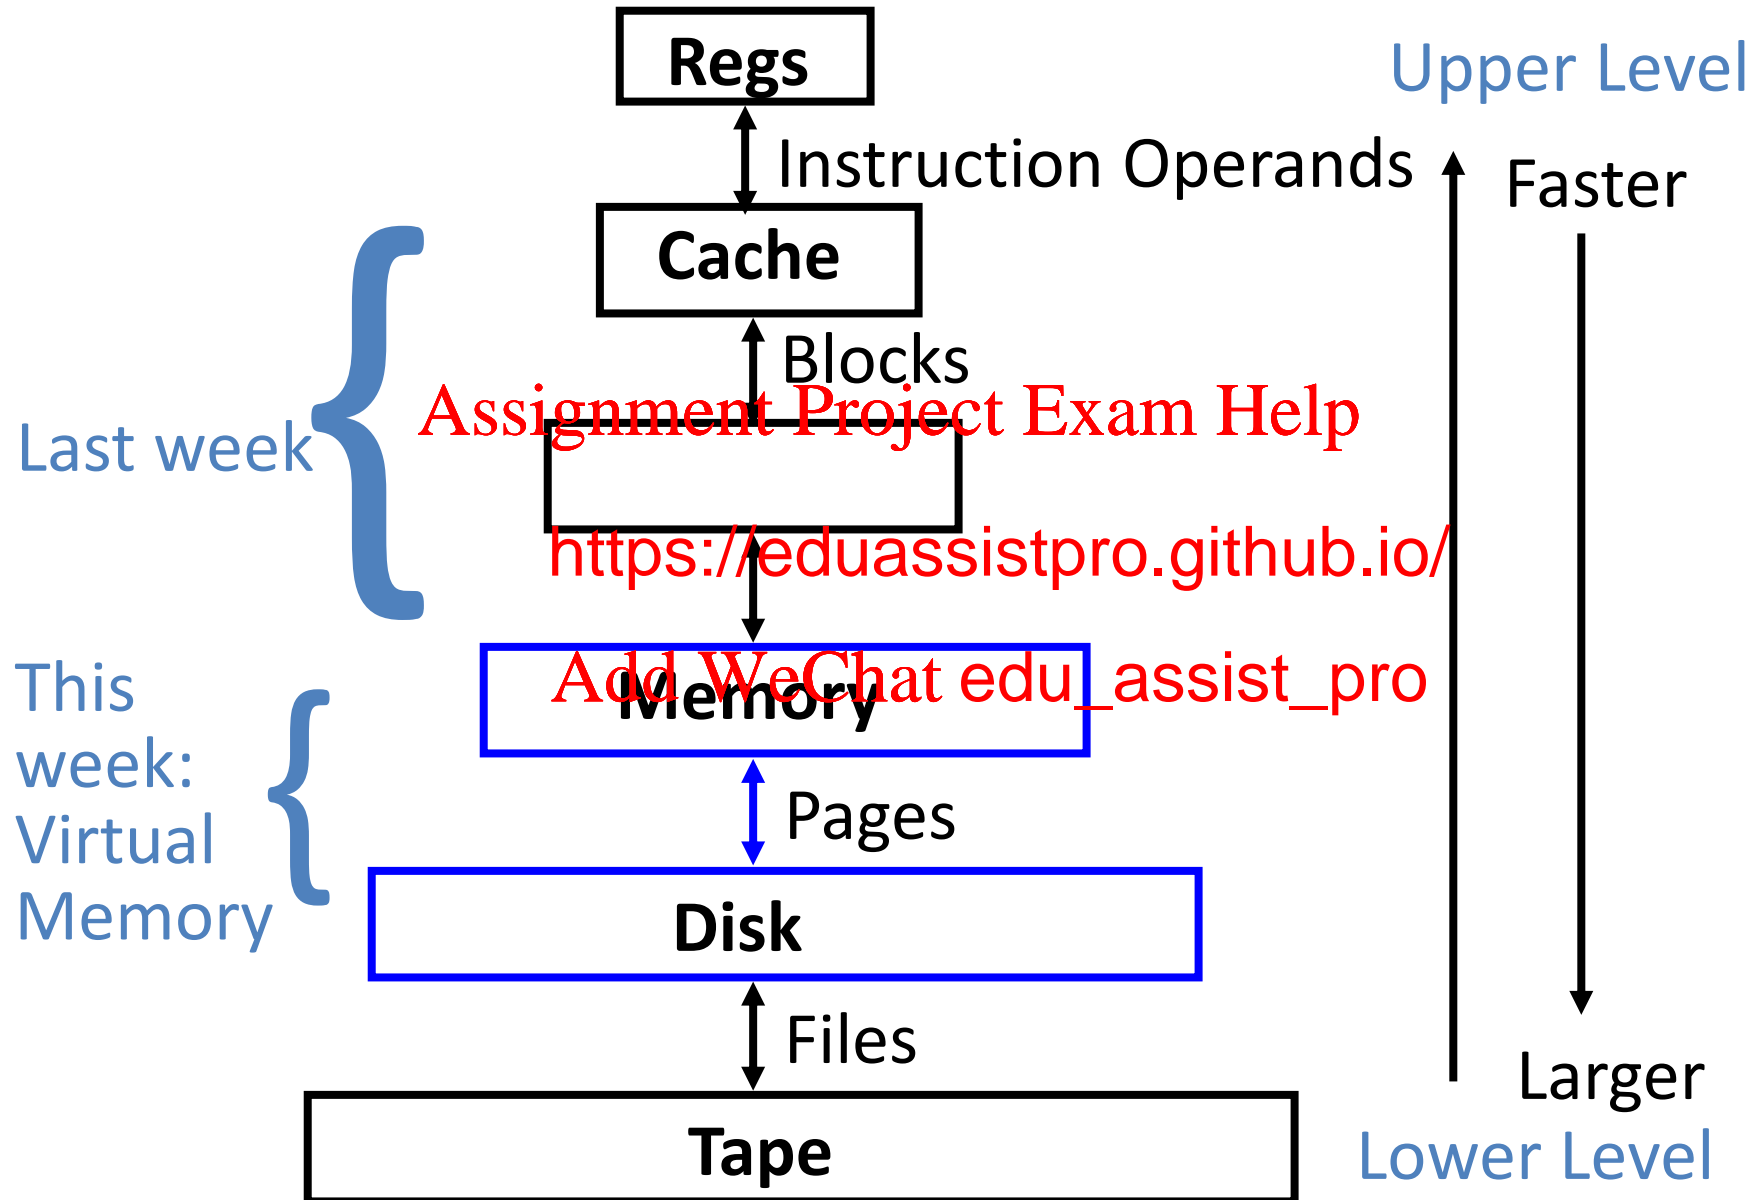 Regs
Upper Level
Instruction Operands
Faster
Cache
Blocks
Assignment Project Exam Help
Last week
https://eduassistpro.github.io/
Add WeChat edu_assist_pro
Memory
This
week:
Virtual
Memory
Pages
Disk
Files
Larger
Tape
Lower Level